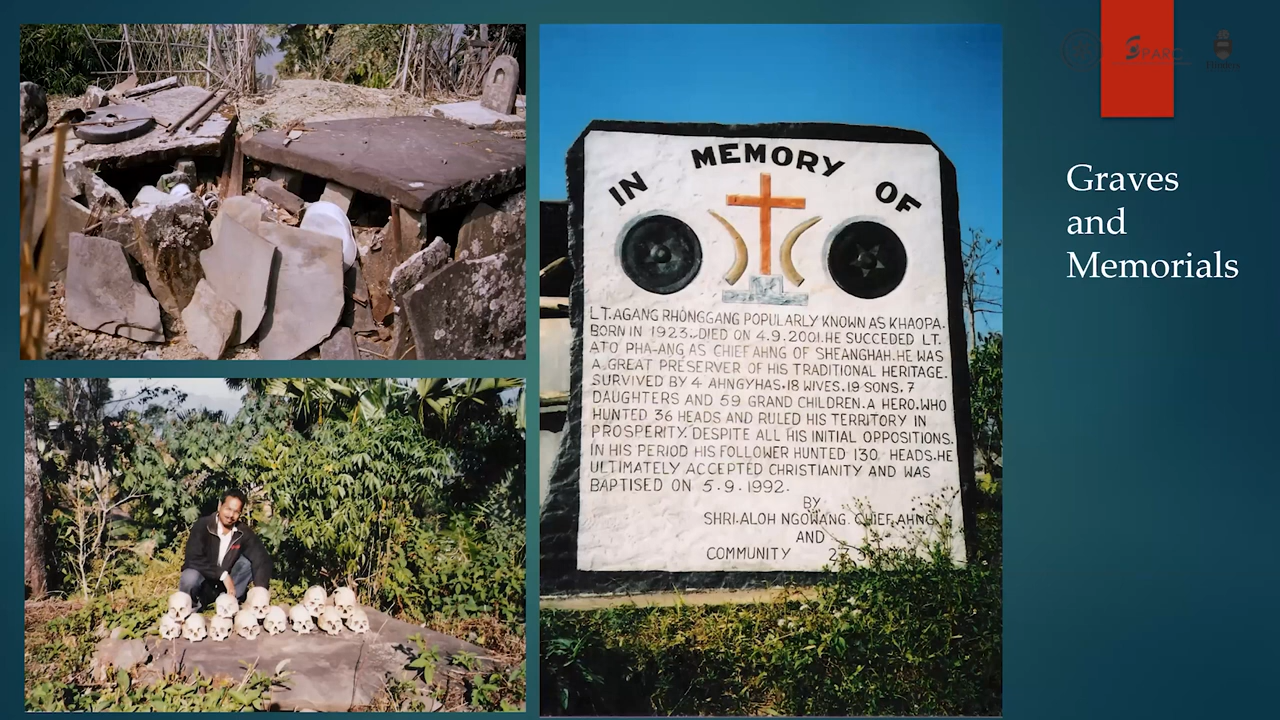 IN MEMORY OF
LT.AGANG RHONGGANG POPULARLY KNOWN AS KHAOPA.
BORN IN 1923..DIED ON 4.9.2001.HE SUCCEDED LT.
ATO PHA-ANG AS CHIEF AHNG OF SHEANGHAH.HE WAS
A GREAT PRESERVER OF HIS TRADITIONAL HERITAGE.
SURVIVED BY 4 AHNGYHAS.18 WIVES.19 SONS.7
DAUGHTERS AND 59 GRAND CHILDREN.A HERO.WHO
HUNTED 36 HEADS AND RULED HIS TERRITORY IN
PROSPERITY. DESPITE ALL HIS INITIAL OPPOSITIONS.
IN HIS PERIOD HIS FOLLOWER HUNTED 130 HEADS.HE
ULTIMATELY ACCEPTED CHRISTIANITY AND WAS
BAPTISED ON 5.9.1992.
BY
SHRI.ALOH NGOWANG. CHIEF.AHNG
AND
COMMUNITY
SPARC
Graves
and
Memorials